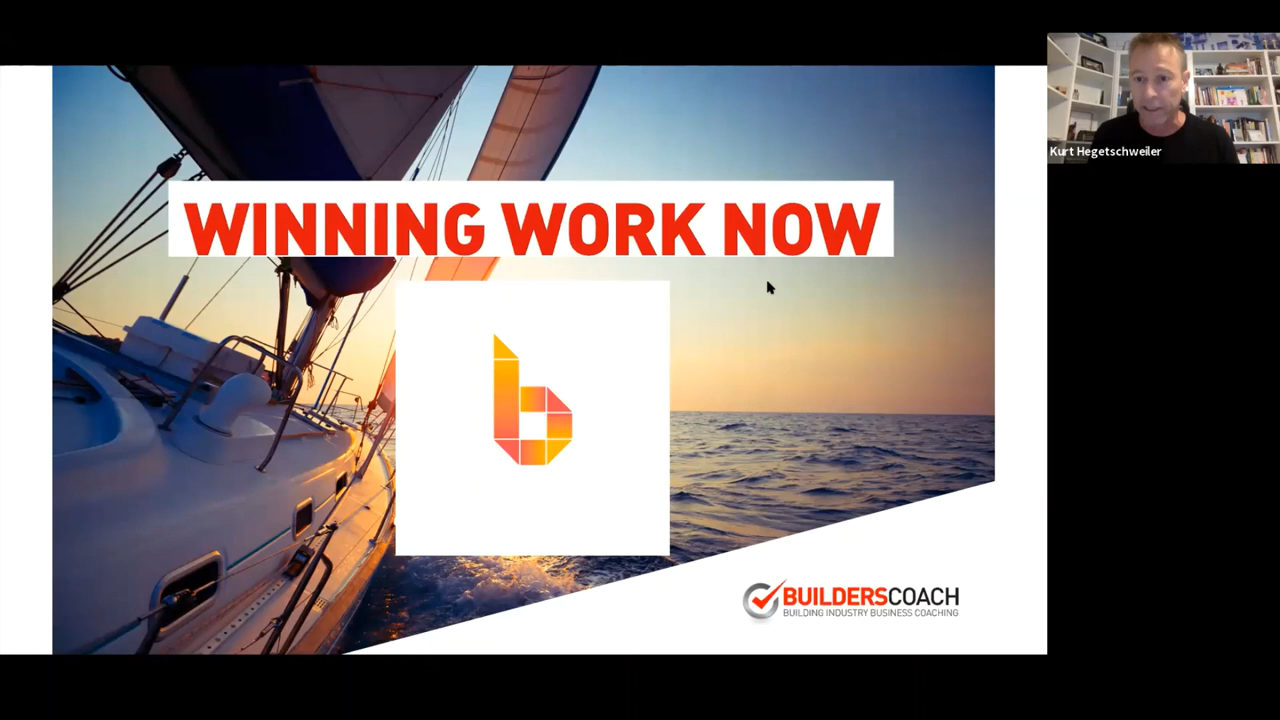 WINNING WORK NOW
Kurt Hegetschweiler
BUILDERSCOACH
BUILDING INDUSTRY BUSINESS COACHING